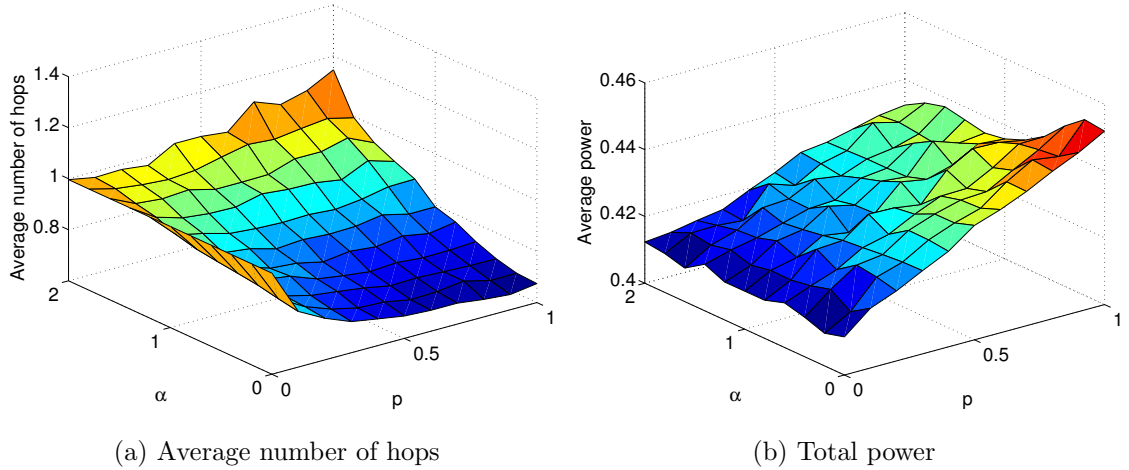 Average number of hops
1.4
1.2
1
0.8
2
1
0
α
0
0.5
1
p
(a) Average number of hops
Average power
0.46
0.44
0.42
0.4
2
1
0
α
0
0.5
1
p
(b) Total power